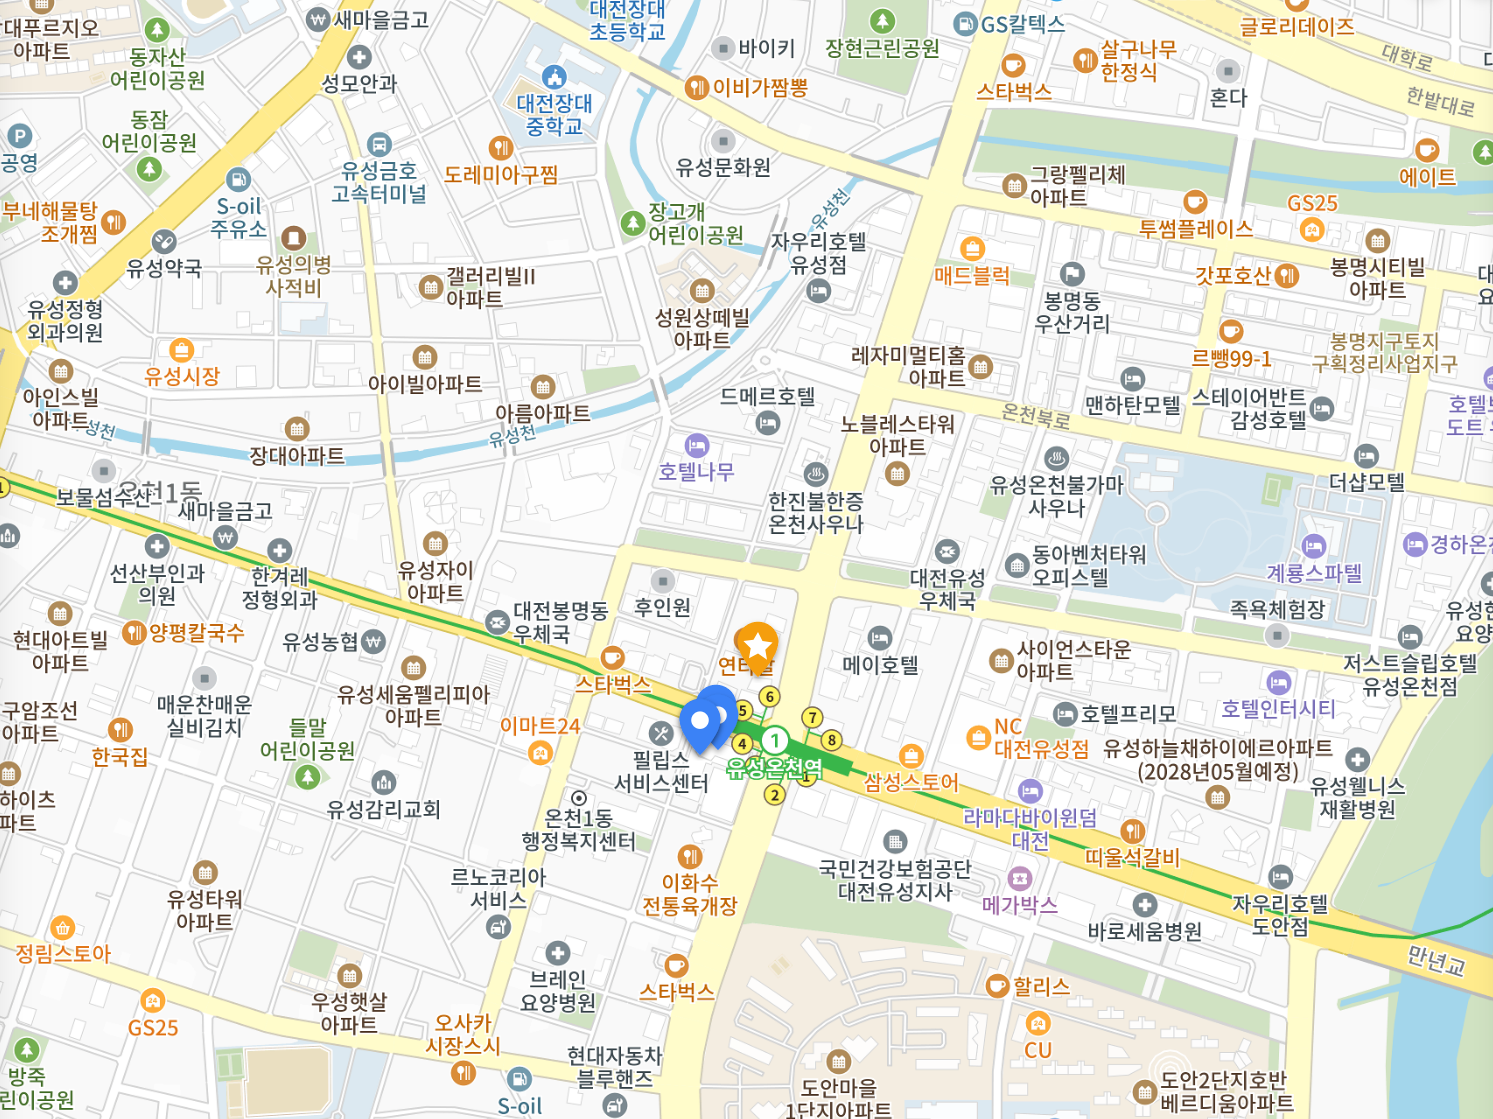 대전장대
초등학교
새마을금고
GS칼텍스
글로리데이즈
대푸르지오
아파트
동자산
어린이공원
성모안과
바이키
장현근린공원
살구나무
한정식
대학로
스타벅스
이비가짬뽕
혼다
한밭대로
대전장대
중학교
동잠
어린이공원
공영
유성금호
고속터미널
도레미아구찜
유성문화원
그랑펠리체
아파트
에이트
S-oil
주유소
부네해물탕
조개찜
장고개
어린이공원
유성천
투썸플레이스
GS25
유성약국
유성의병
사적비
갤러리빌II
아파트
자우리호텔
유성점
매드블럭
갓포호산
봉명시티빌
아파트
유성정형
외과의원
성원상떼빌
아파트
봉명동
우산거리
유성시장
아이빌아파트
레자미멀티홈
아파트
르뺑99-1
봉명지구토지
구획정리사업지구
아인스빌
아파트
아름아파트
드메르호텔
맨하탄모텔
스테이어반트
감성호텔
온천북로
장대아파트
유성천
노블레스타워
아파트
호텔나무
더샵모텔
보물섬수산
온천1동
새마을금고
한진불한증
온천사우나
유성온천불가마
사우나
선산부인과
의원
한겨레
정형외과
유성자이
아파트
대전유성
우체국
동아벤처타워
오피스텔
계룡스파텔
현대아트빌
아파트
양평칼국수
유성농협
대전봉명동
우체국
후인원
족욕체험장
매운찬매운
실비김치
유성세움펠리피아
아파트
스타벅스
메이호텔
사이언스타운
아파트
저스트슬립호텔
유성온천점
구암조선
아파트
한국집
들말
어린이공원
이마트24
5
6
7
8
4
1
2
1
유성온천역
필립스
서비스센터
호텔프리모
호텔인터시티
NC
대전유성점
유성하늘채하이에르아파트
(2028년05월예정)
삼성스토어
유성웰니스
재활병원
하이츠
유성감리교회
온천1동
행정복지센터
라마다바이윈덤
대전
띠울석갈비
국민건강보험공단
대전유성지사
유성타워
아파트
르노코리아
서비스
이화수
전통육개장
메가박스
바로세움병원
자우리호텔
도안점
정림스토아
만년교
브레인
요양병원
스타벅스
할리스
GS25
우성햇살
아파트
오사카
시장스시
CU
방죽
린이공원
S-oil
현대자동차
블루핸즈
도안마을
1단지아파트
도안2단지호반
베르디움아파트